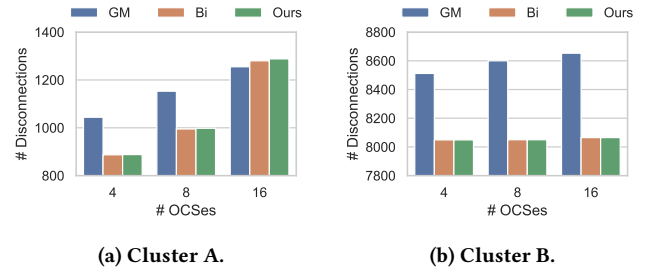 GM Bi Ours
1400
1200
1000
800
# Disconnections
4 8 16
# OCSes
(a) Cluster A.
GM Bi Ours
8800
8600
8400
8200
8000
7800
# Disconnections
4 8 16
# OCSes
(b) Cluster B.